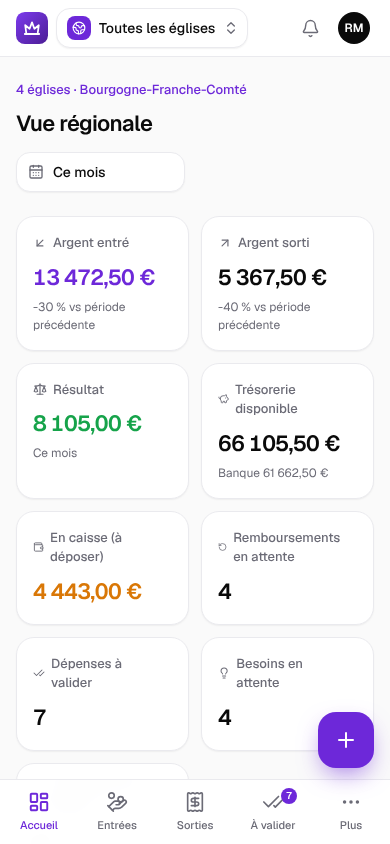 Toutes les églises
RM
4 églises · Bourgogne-Franche-Comté
Vue régionale
Ce mois
Argent entré
13 472,50 €
-30 % vs période
précédente
Argent sorti
5 367,50 €
-40 % vs période
précédente
Résultat
8 105,00 €
Ce mois
Trésorerie
disponible
66 105,50 €
Banque 61 662,50 €
En caisse (à
déposer)
4 443,00 €
Remboursements
en attente
4
Dépenses à
valider
7
Besoins en
attente
4
7
Accueil
Entrées
Sorties
À valider
Plus